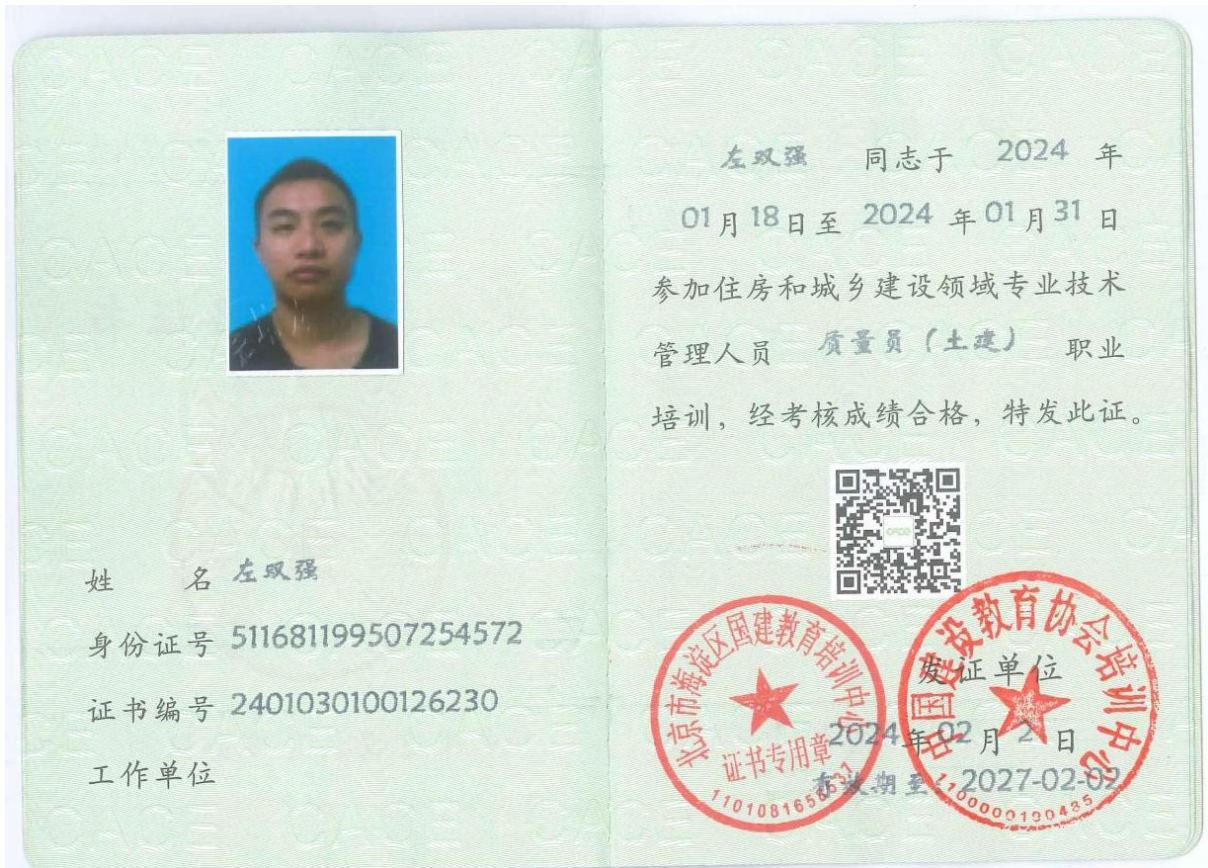 姓 名 左双强
身份证号 511681199507254572
证书编号 2401030100126230
工作单位
左双强 同志于 2024 年
01 月 18 日至 2024 年 01 月 31 日
参加住房和城乡建设领域专业技术
管理人员 质量员（土建） 职业
培训，经考核成绩合格，特发此证。
北京市海淀区国建教育培训中心
证书专用章
中国建设教育协会培训中心
1100000190485
发证单位
2024 年 02 月 2 日
有效期至：2027-02-02
CACE